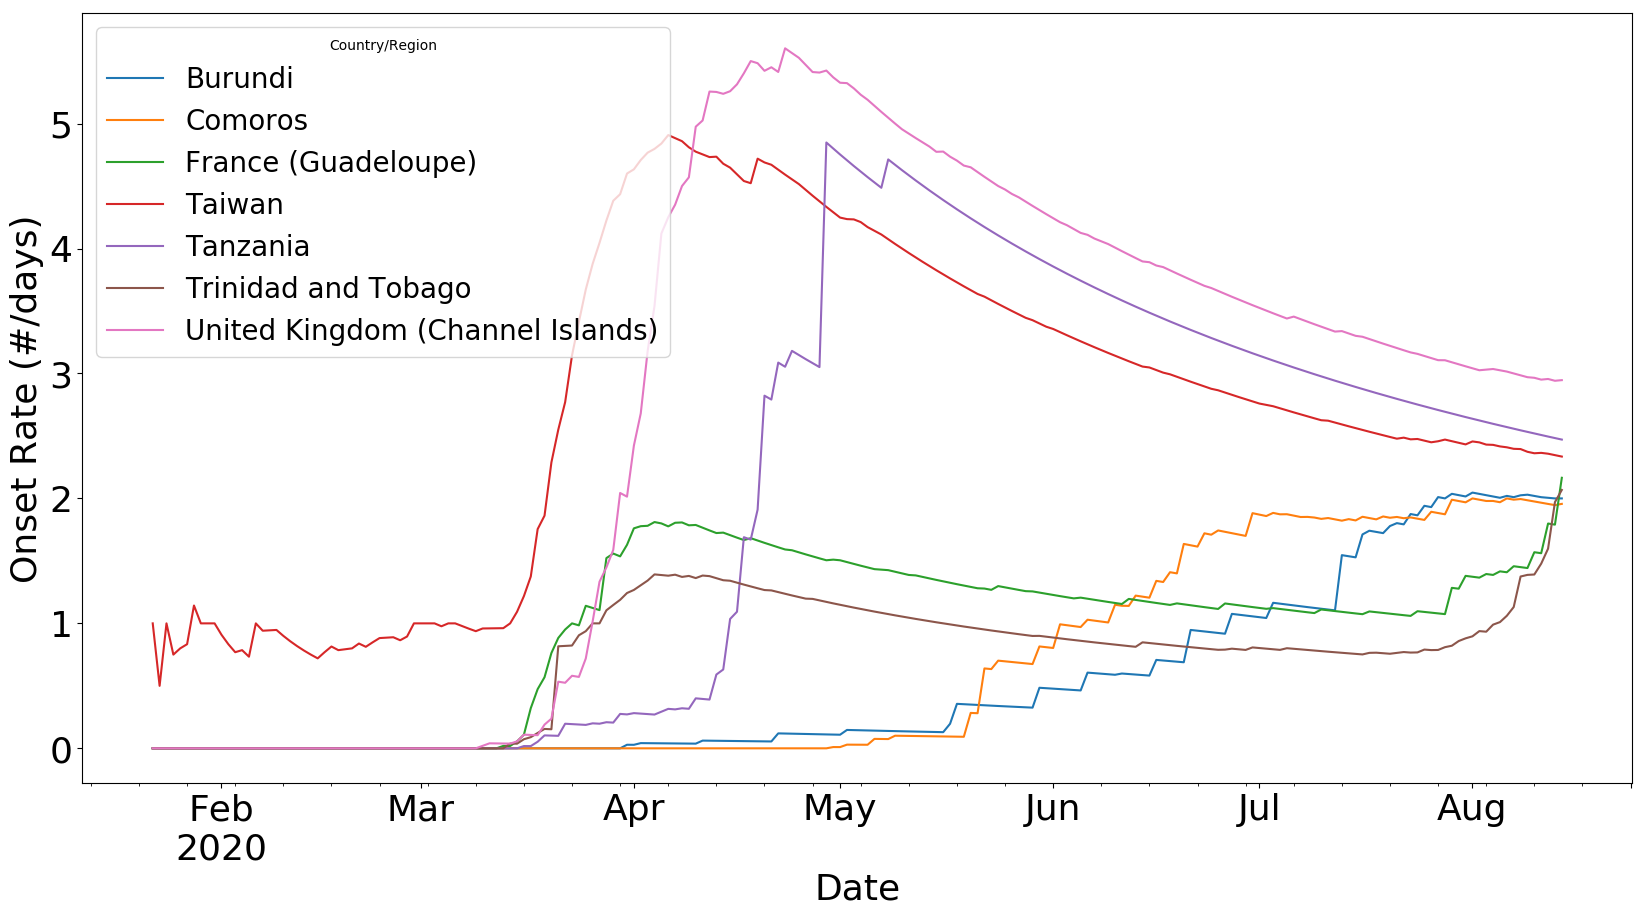 Country/Region
Burundi
Comoros
France (Guadeloupe)
Taiwan
Tanzania
Trinidad and Tobago
United Kingdom (Channel Islands)
Onset Rate (#/days)
5
4
3
2
1
0
Feb Mar Apr May Jun Jul Aug
2020
Date